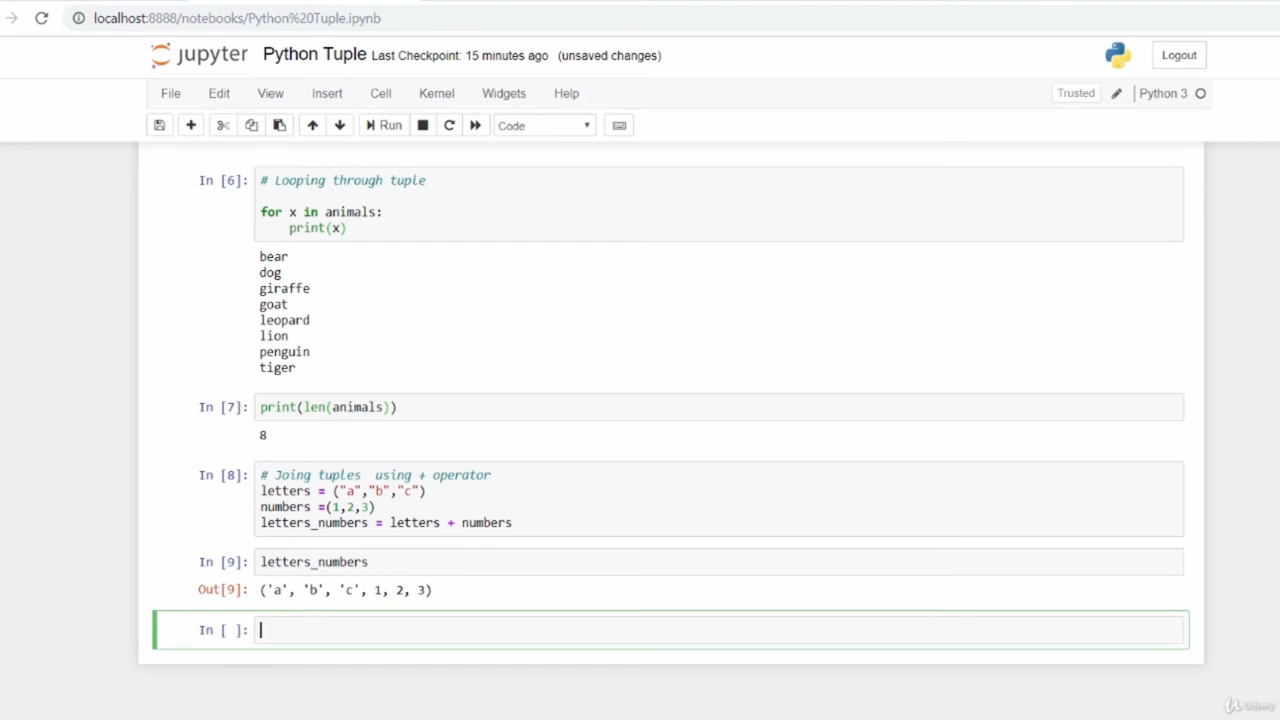 localhost:8888/notebooks/Python%20Tuple.ipynb
jupyter Python Tuple Last Checkpoint: 15 minutes ago (unsaved changes) Logout
File Edit View Insert Cell Kernel Widgets Help Trusted Python 3
Run Code
In [6]: # Looping through tuple
for x in animals:
    print(x)
bear
dog
giraffe
goat
leopard
lion
penguin
tiger
In [7]: print(len(animals))
8
In [8]: # Joing tuples  using + operator
letters = ("a","b","c")
numbers =(1,2,3)
letters_numbers = letters + numbers
In [9]: letters_numbers
Out[9]: ('a', 'b', 'c', 1, 2, 3)
In [ ]:
Udemy